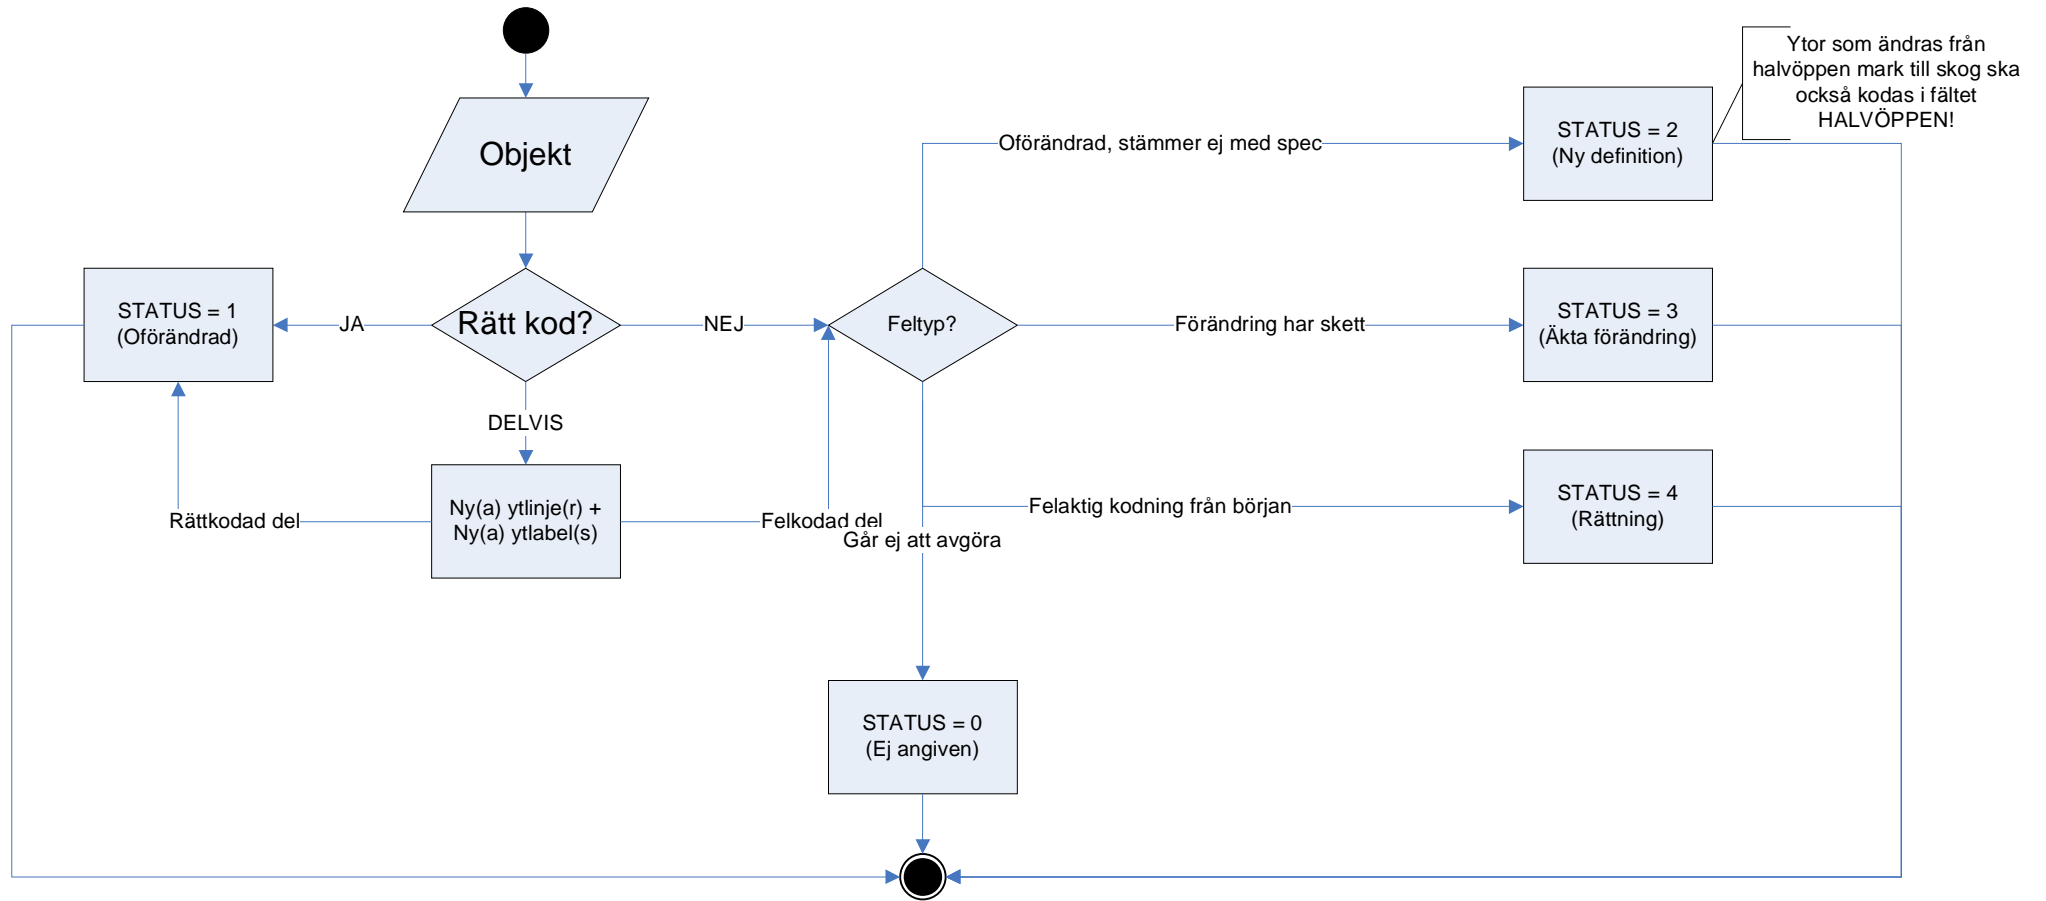 Ytor som ändras från
halvöppen mark till skog ska
också kodas i fältet
HALVÖPPEN!
Objekt
Oförändrad, stämmer ej med spec
STATUS = 2
(Ny definition)
STATUS = 1
(Oförändrad)
JA
Rätt kod?
NEJ
Feltyp?
Förändring har skett
STATUS = 3
(Äkta förändring)
DELVIS
Rättkodad del
Ny(a) ytlinje(r) +
Ny(a) ytlabel(s)
Felkodad del
Går ej att avgöra
Felaktig kodning från början
STATUS = 4
(Rättning)
STATUS = 0
(Ej angiven)